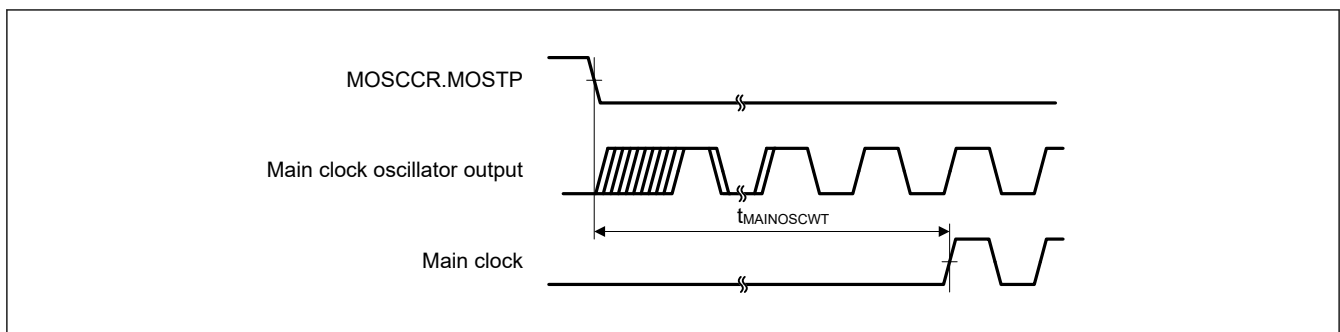 MOSCCR.MOSTP
Main clock oscillator output
tMAINOSCWT
Main clock